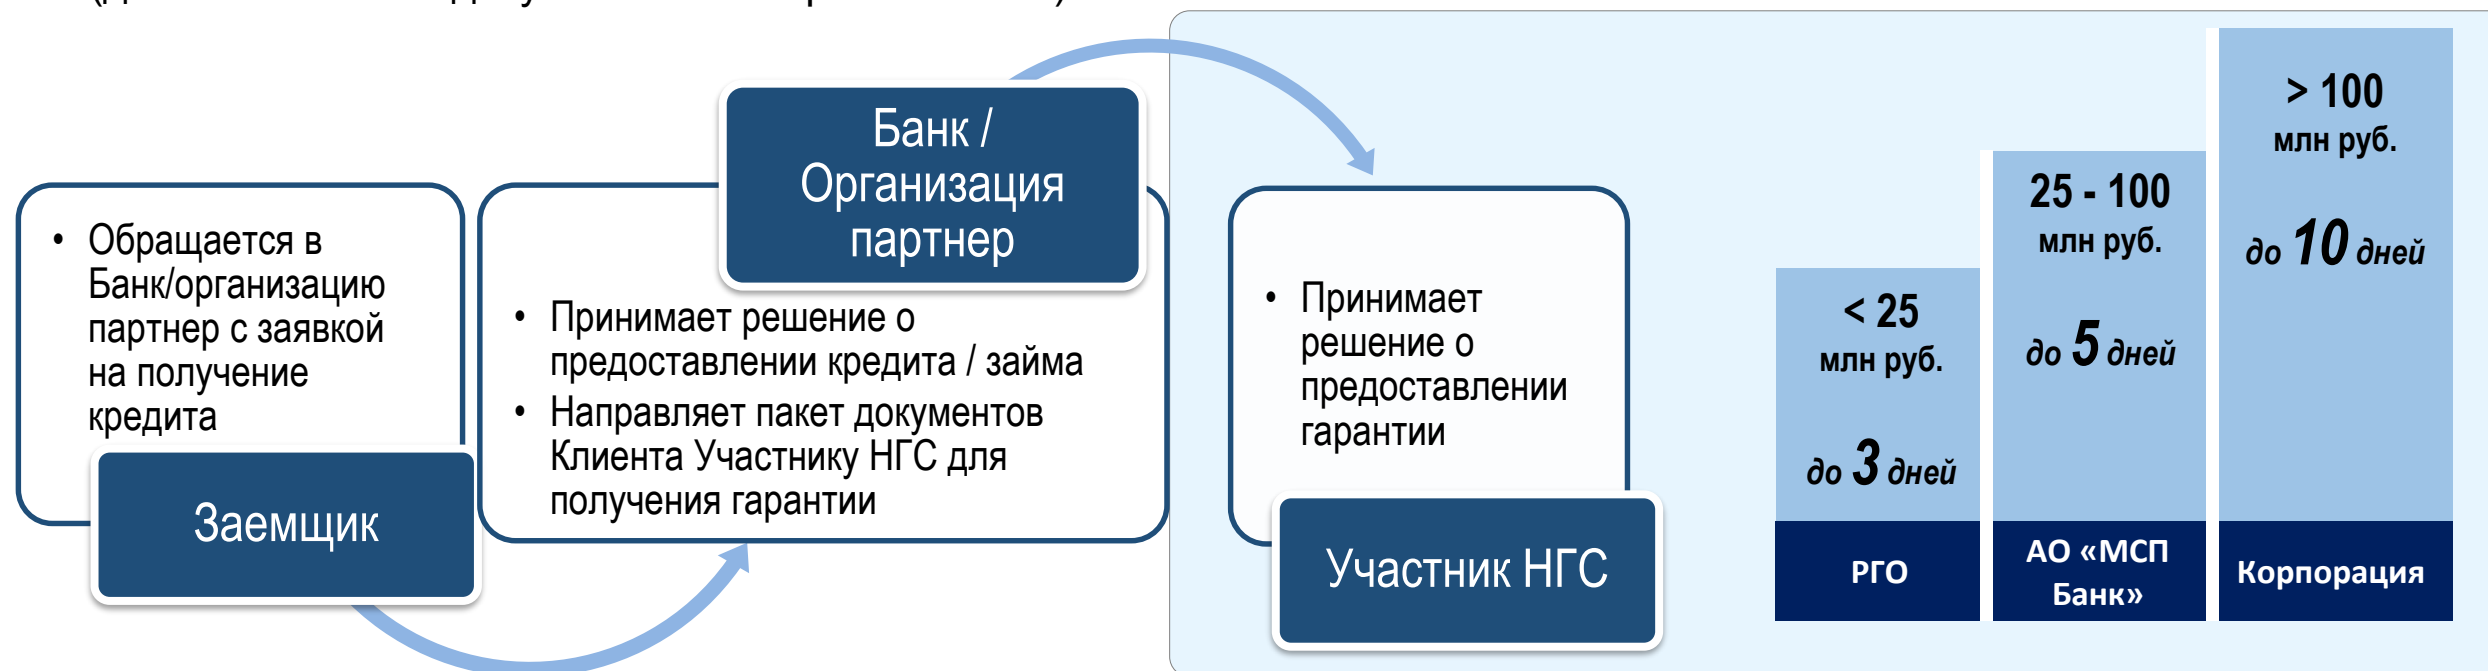 • Обращается в
Банк/организацию
партнер с заявкой
на получение
кредита
Заемщик
Банк /
Организация
партнер
• Принимает решение о
предоставлении кредита / займа
• Направляет пакет документов
Клиента Участнику НГС для
получения гарантии
• Принимает
решение о
предоставлении
гарантии
Участник НГС
< 25
млн руб.
до 3 дней
РГО
25 - 100
млн руб.
до 5 дней
АО «МСП
Банк»
> 100
млн руб.
до 10 дней
Корпорация